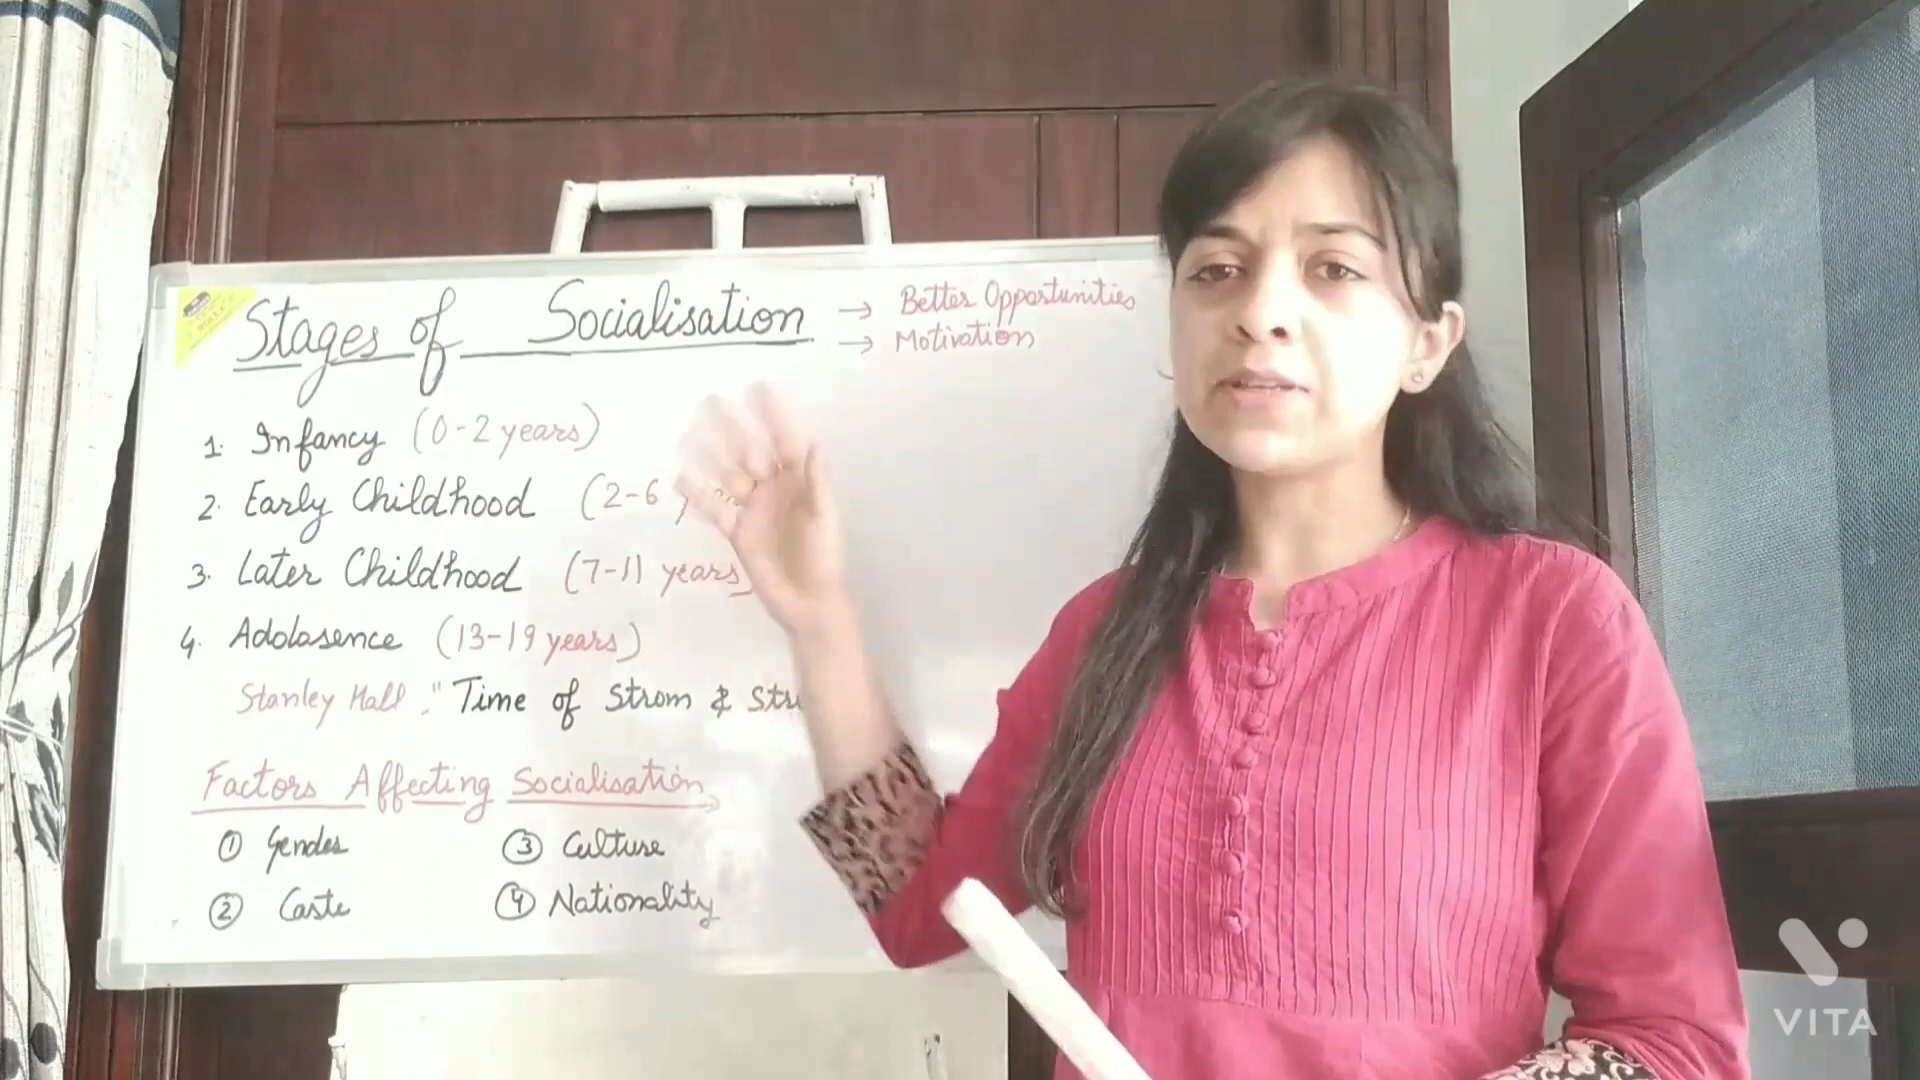 Stages of Socialisation → Better Opportunities
→ Motivation
1. Infancy (0-2 years)
2. Early Childhood (2-6
3. Later Childhood (7-11 years)
4. Adolasence (13-19 years)
Stanley Hall, "Time of Strom & Str
Factors Affecting Socialisation
① Gender ③ Culture
② Caste ④ Nationality
VITA